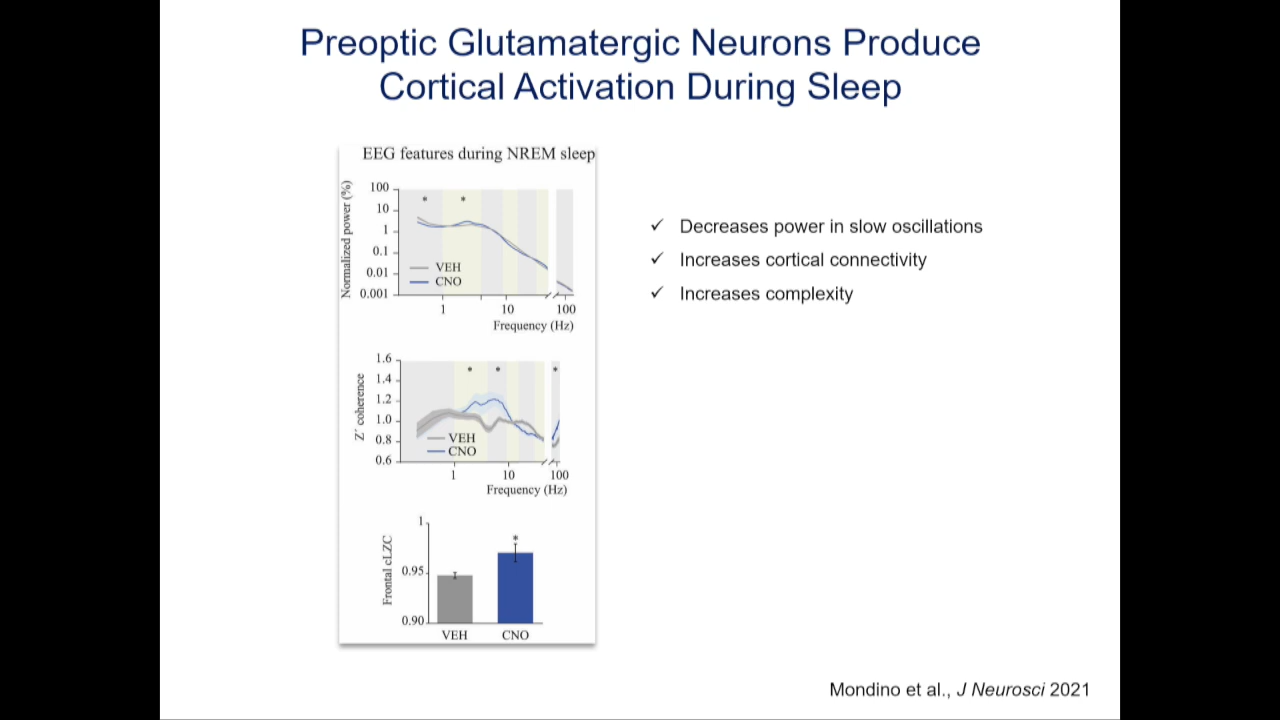 Preoptic Glutamatergic Neurons Produce
Cortical Activation During Sleep
EEG features during NREM sleep
Normalized power (%)
100
10
1
0.1
0.01
0.001
* *
VEH
CNO
1 10 100
Frequency (Hz)
Z´ coherence
1.6
1.4
1.2
1.0
0.8
0.6
* * *
VEH
CNO
1 10 100
Frequency (Hz)
Frontal cLZC
1
0.95
0.90
*
VEH CNO
✓ Decreases power in slow oscillations
✓ Increases cortical connectivity
✓ Increases complexity
Mondino et al., J Neurosci 2021